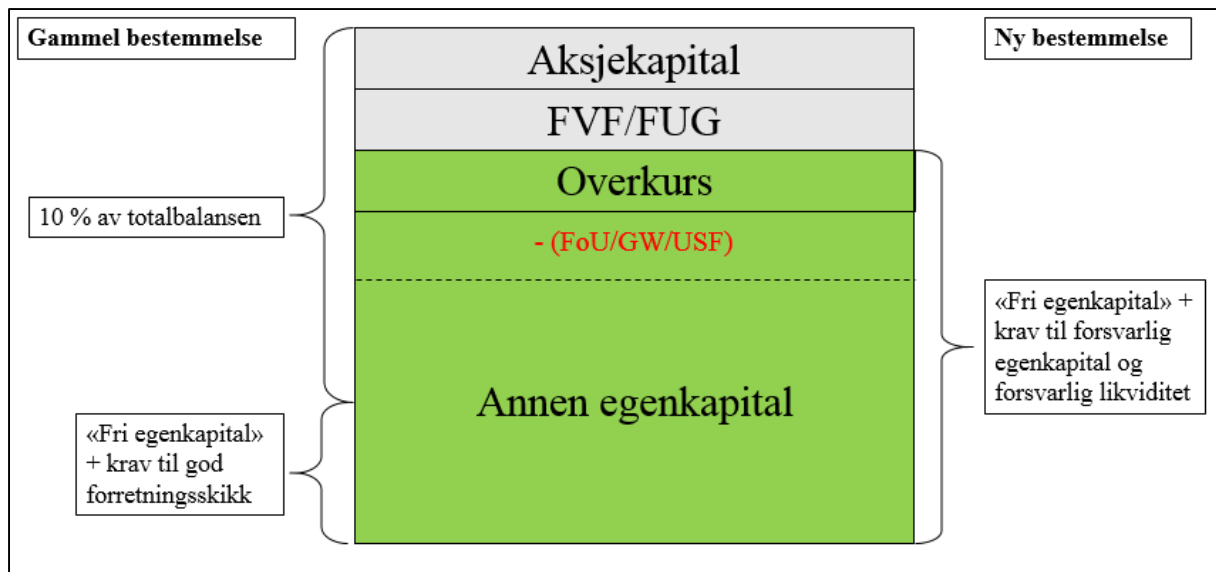 Gammel bestemmelse
Ny bestemmelse
Aksjekapital
FVF/FUG
Overkurs
- (FoU/GW/USF)
Annen egenkapital
10 % av totalbalansen
«Fri egenkapital»
+ krav til god
forretningsskikk
«Fri egenkapital» +
krav til forsvarlig
egenkapital og
forsvarlig likviditet